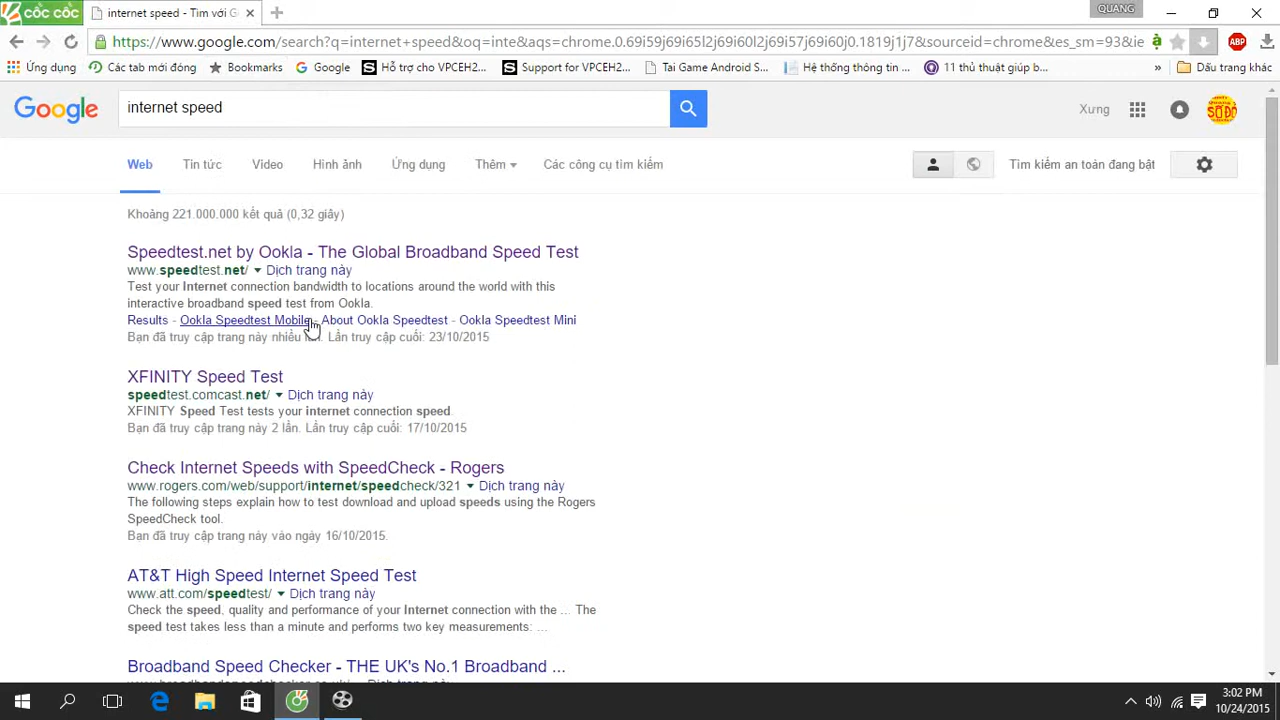 cốc cốc
internet speed - Tìm với G
QUANG
https://www.google.com/search?q=internet+speed&oq=inte&aqs=chrome.0.69i59j69i65l2j69i60l2j69i57j69i60j0.1819j1j7&sourceid=chrome&es_sm=93&ie
Ứng dụng
Các tab mới đóng
Bookmarks
Google
Hỗ trợ cho VPCEH2...
Support for VPCEH2...
Tai Game Android S...
Hệ thống thông tin ...
11 thủ thuật giúp b...
»
Dấu trang khác
Google
internet speed
Xưng
Web
Tin tức
Video
Hình ảnh
Ứng dụng
Thêm
Các công cụ tìm kiếm
Tìm kiếm an toàn đang bật
Khoảng 221.000.000 kết quả (0,32 giây)
Speedtest.net by Ookla - The Global Broadband Speed Test
www.speedtest.net/ Dịch trang này
Test your Internet connection bandwidth to locations around the world with this
interactive broadband speed test from Ookla.
Results - Ookla Speedtest Mobile - About Ookla Speedtest - Ookla Speedtest Mini
Bạn đã truy cập trang này nhiều lần. Lần truy cập cuối: 23/10/2015
XFINITY Speed Test
speedtest.comcast.net/ Dịch trang này
XFINITY Speed Test tests your internet connection speed.
Bạn đã truy cập trang này 2 lần. Lần truy cập cuối: 17/10/2015
Check Internet Speeds with SpeedCheck - Rogers
www.rogers.com/web/support/internet/speedcheck/321 Dịch trang này
The following steps explain how to test download and upload speeds using the Rogers
SpeedCheck tool.
Bạn đã truy cập trang này vào ngày 16/10/2015.
AT&T High Speed Internet Speed Test
www.att.com/speedtest/ Dịch trang này
Check the speed, quality and performance of your Internet connection with the ... The
speed test takes less than a minute and performs two key measurements: ...
Broadband Speed Checker - THE UK's No.1 Broadband ...
3:02 PM
10/24/2015